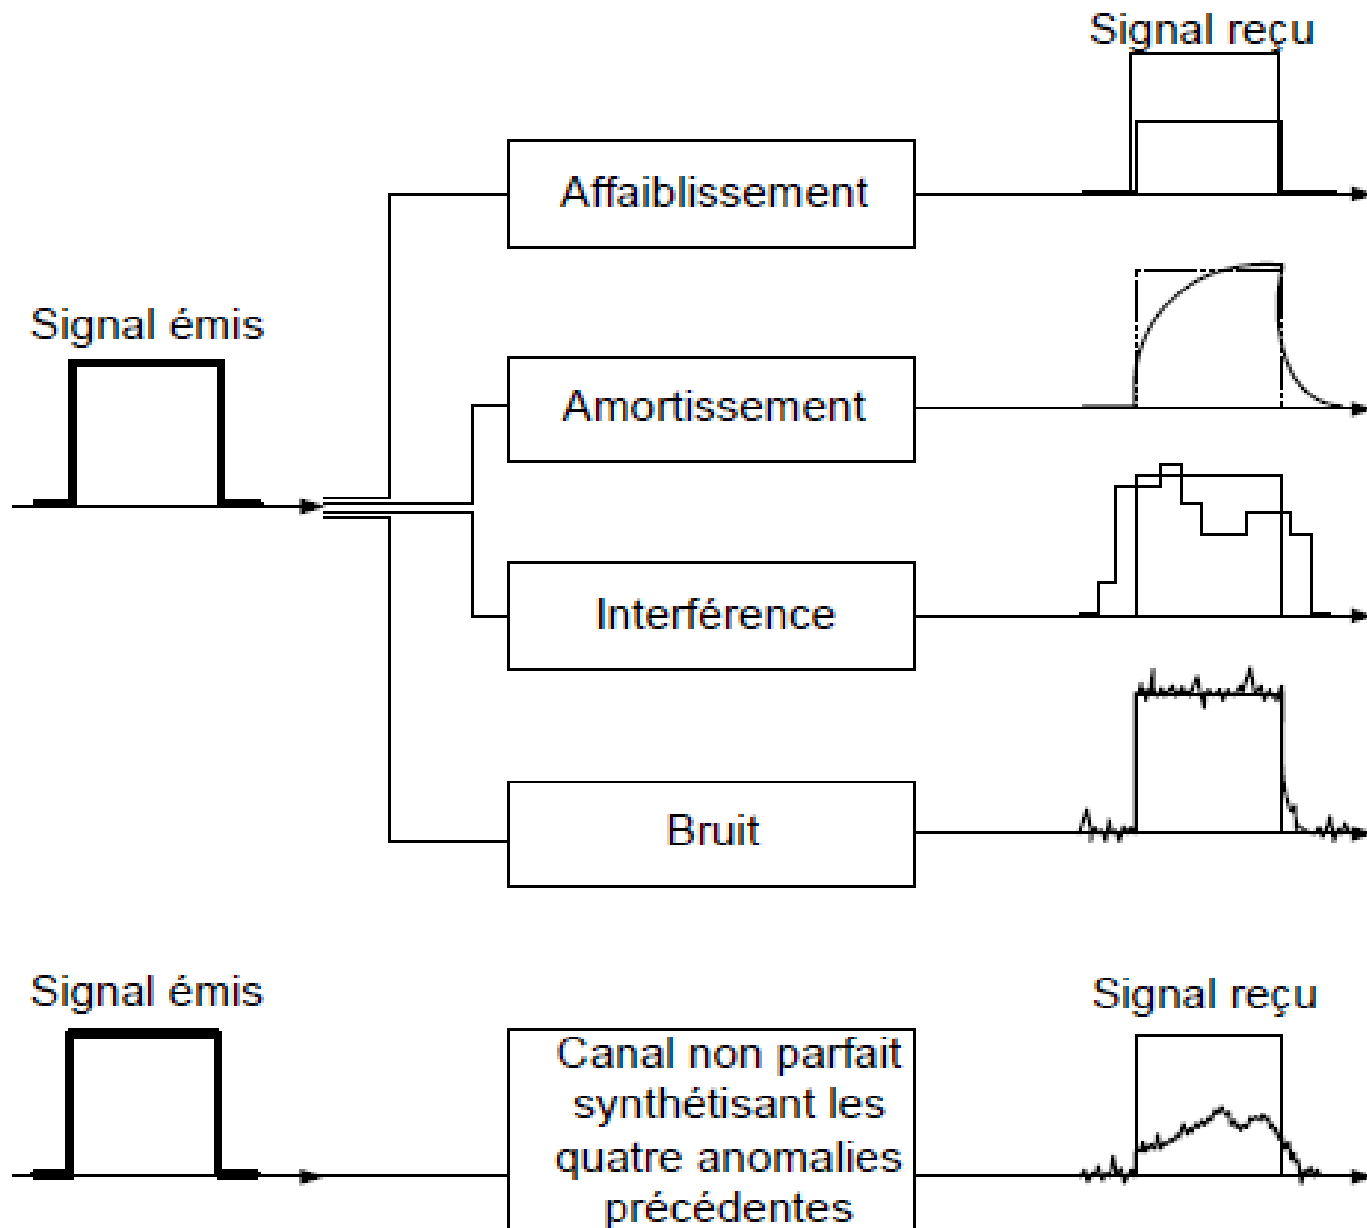 Signal reçu
Affaiblissement
Signal émis
Amortissement
Interférence
Bruit
Signal émis
Signal reçu
Canal non parfait
synthétisant les
quatre anomalies
précédentes